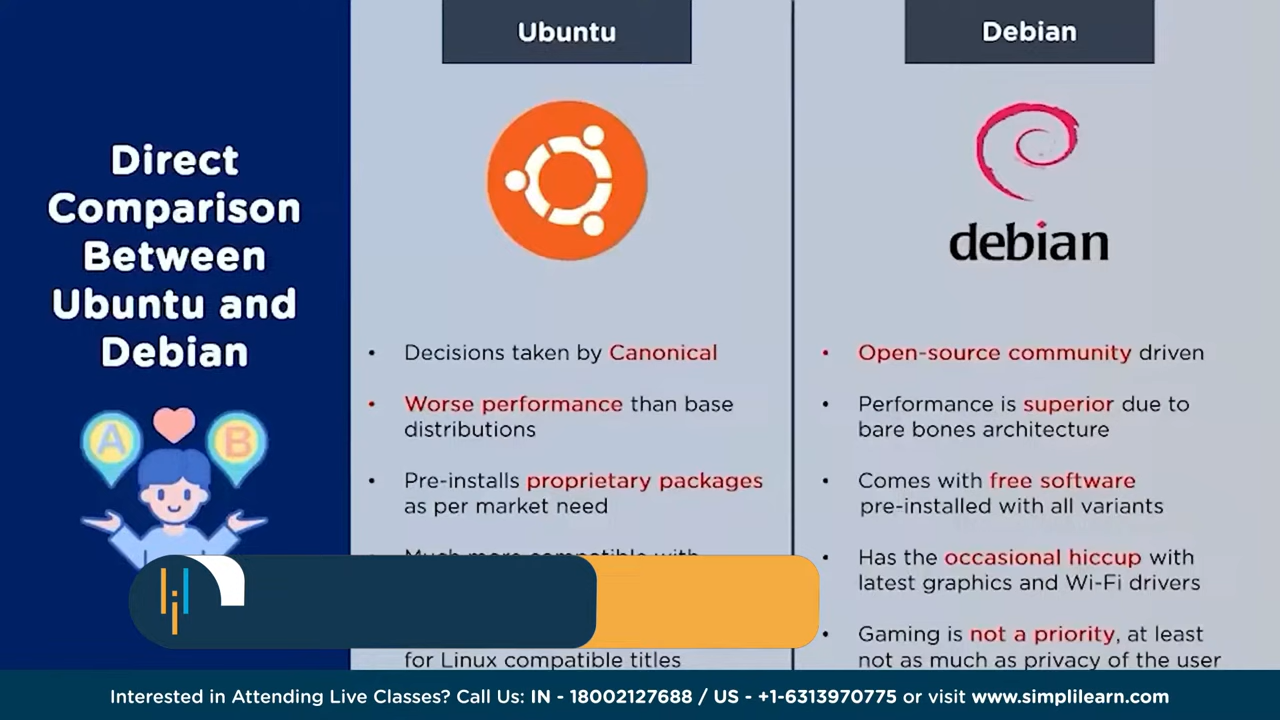 Ubuntu
Debian
Direct
Comparison
Between
Ubuntu and
Debian
A
B
debian
• Decisions taken by Canonical
• Worse performance than base
distributions
• Pre-installs proprietary packages
as per market need
• Much more compatible with
for Linux compatible titles
• Open-source community driven
• Performance is superior due to
bare bones architecture
• Comes with free software
pre-installed with all variants
• Has the occasional hiccup with
latest graphics and Wi-Fi drivers
• Gaming is not a priority, at least
not as much as privacy of the user
Interested in Attending Live Classes? Call Us: IN - 18002127688 / US - +1-6313970775 or visit www.simplilearn.com